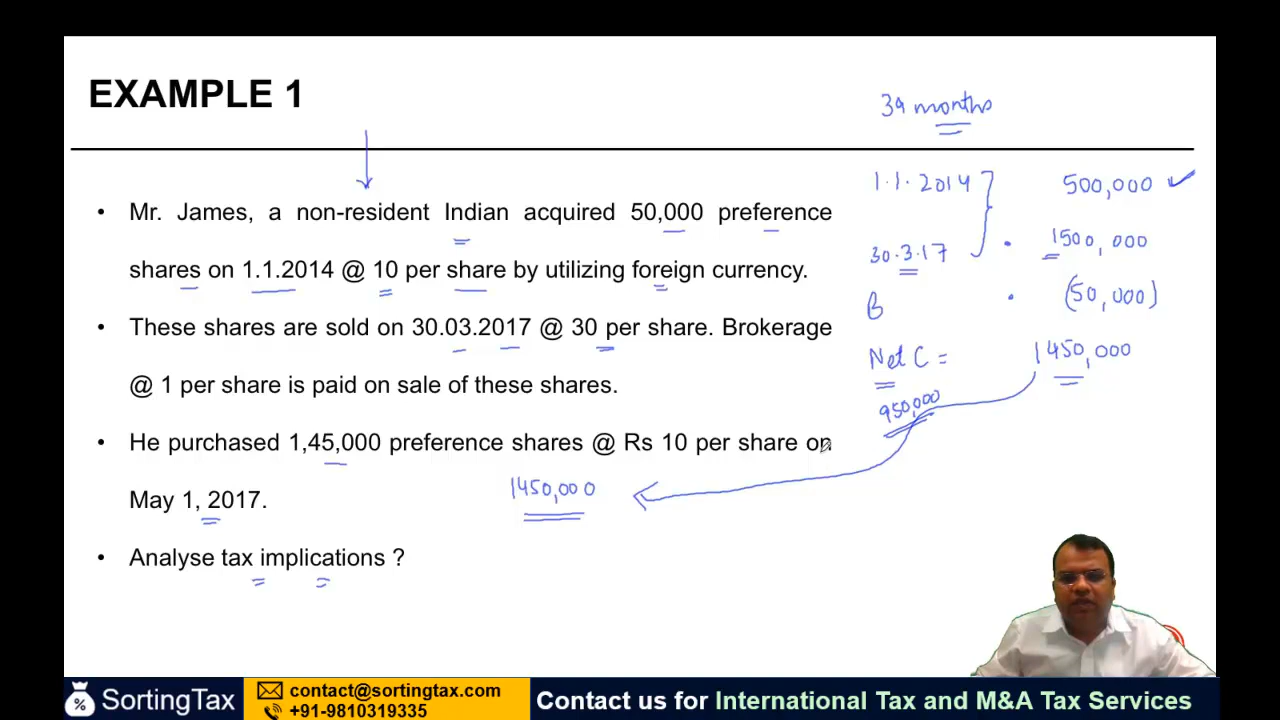 EXAMPLE 1
39 months
• Mr. James, a non-resident Indian acquired 50,000 preference
shares on 1.1.2014 @ 10 per share by utilizing foreign currency.
• These shares are sold on 30.03.2017 @ 30 per share. Brokerage
@ 1 per share is paid on sale of these shares.
• He purchased 1,45,000 preference shares @ Rs 10 per share on
May 1, 2017.
1450,000
• Analyse tax implications ?
1.1.2014 500,000 ✓
30.3.17 • 1500,000
B • (50,000)
Net C = 1450,000
950,000
SortingTax
contact@sortingtax.com
+91-9810319335
Contact us for International Tax and M&A Tax Services